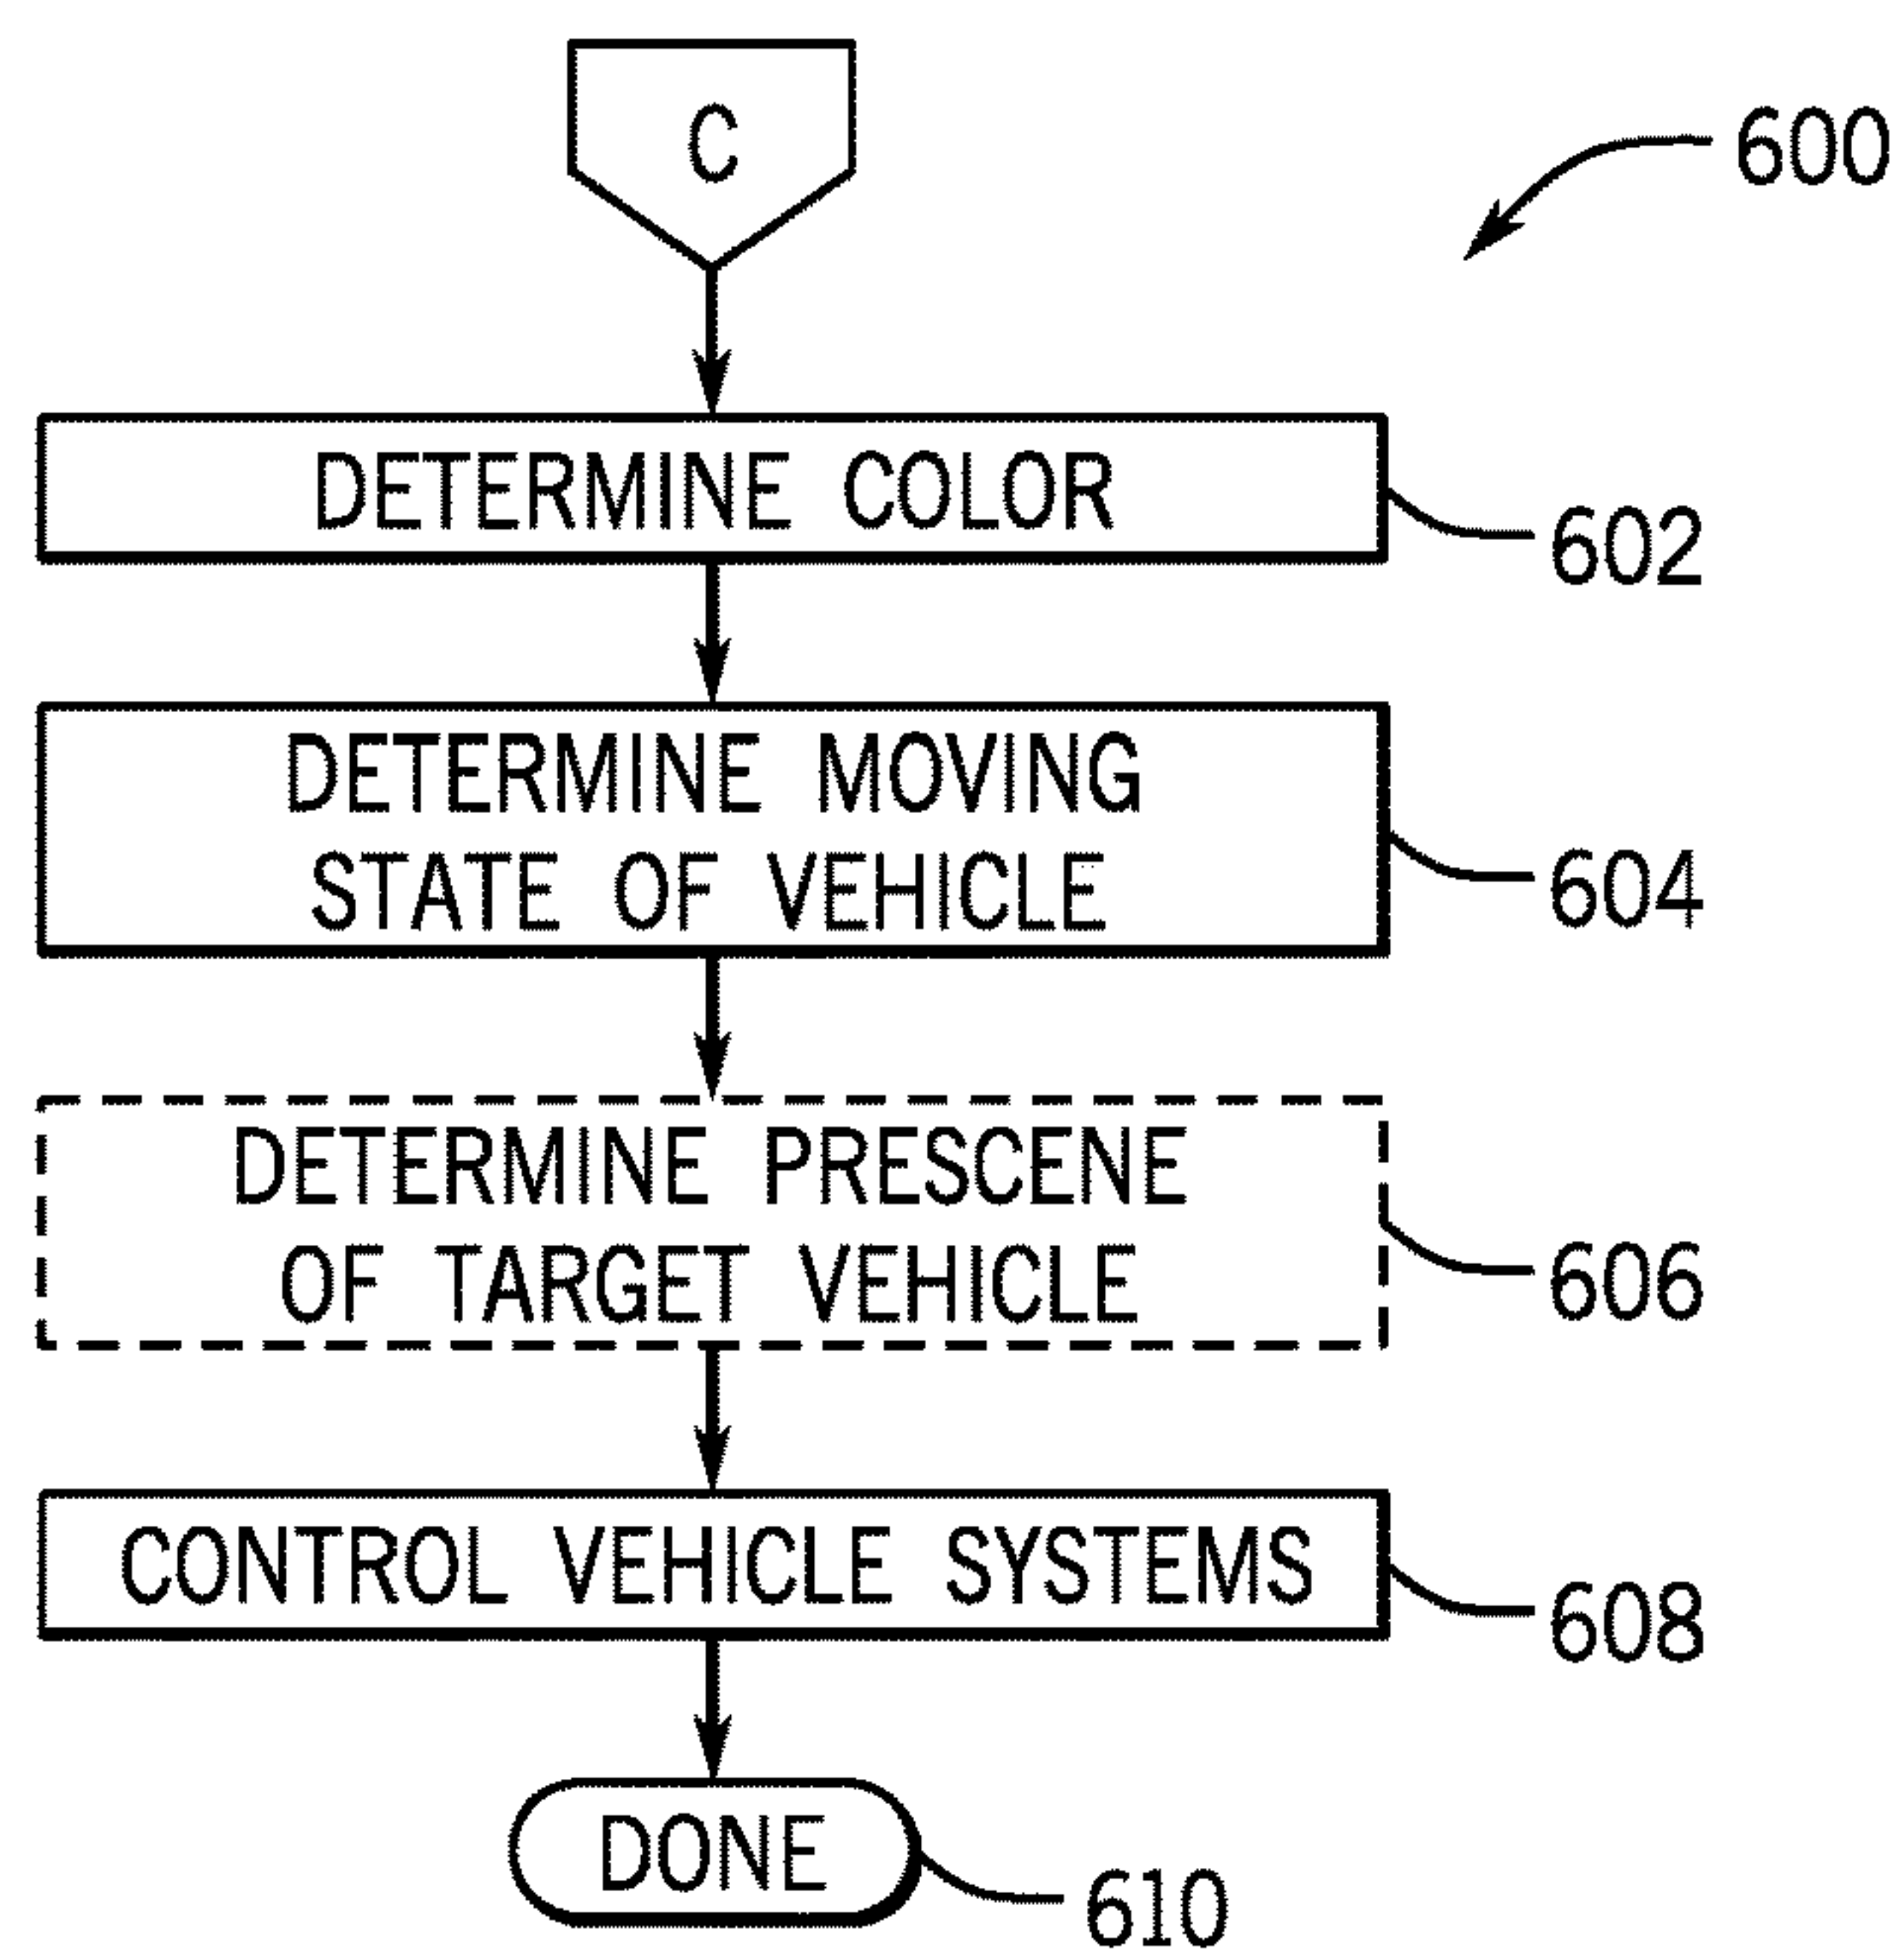 C
600
DETERMINE COLOR
602
DETERMINE MOVING
STATE OF VEHICLE
604
DETERMINE PRESCENE
OF TARGET VEHICLE
606
CONTROL VEHICLE SYSTEMS
608
DONE
610